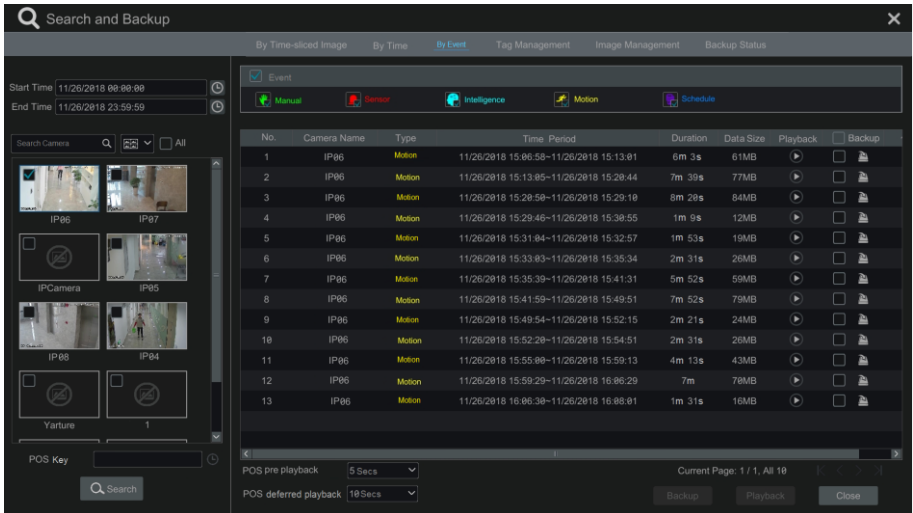 Search and Backup
By Time-sliced Image By Time By Event Tag Management Image Management Backup Status
Start Time 11/26/2018 00:00:00
End Time 11/26/2018 23:59:59
Search Camera All
IP06 IP07
IPCamera IP05
IP08 IP04
Yarture 1
POS Key
Search
Event
Manual Sensor Intelligence Motion Schedule
No. Camera Name Type Time Period Duration Data Size Playback Backup
1 IP06 Motion 11/26/2018 15:06:58~11/26/2018 15:13:01 6m 3s 61MB
2 IP06 Motion 11/26/2018 15:13:05~11/26/2018 15:20:44 7m 39s 77MB
3 IP06 Motion 11/26/2018 15:20:50~11/26/2018 15:29:10 8m 20s 84MB
4 IP06 Motion 11/26/2018 15:29:46~11/26/2018 15:30:55 1m 9s 12MB
5 IP06 Motion 11/26/2018 15:31:04~11/26/2018 15:32:57 1m 53s 19MB
6 IP06 Motion 11/26/2018 15:33:03~11/26/2018 15:35:34 2m 31s 26MB
7 IP06 Motion 11/26/2018 15:35:39~11/26/2018 15:41:31 5m 52s 59MB
8 IP06 Motion 11/26/2018 15:41:59~11/26/2018 15:49:51 7m 52s 79MB
9 IP06 Motion 11/26/2018 15:49:54~11/26/2018 15:52:15 2m 21s 24MB
10 IP06 Motion 11/26/2018 15:52:20~11/26/2018 15:54:51 2m 31s 26MB
11 IP06 Motion 11/26/2018 15:55:00~11/26/2018 15:59:13 4m 13s 43MB
12 IP06 Motion 11/26/2018 15:59:29~11/26/2018 16:06:29 7m 70MB
13 IP06 Motion 11/26/2018 16:06:30~11/26/2018 16:08:01 1m 31s 16MB
POS pre playback 5 Secs Current Page: 1 / 1, All 10
POS deferred playback 10 Secs Backup Playback Close